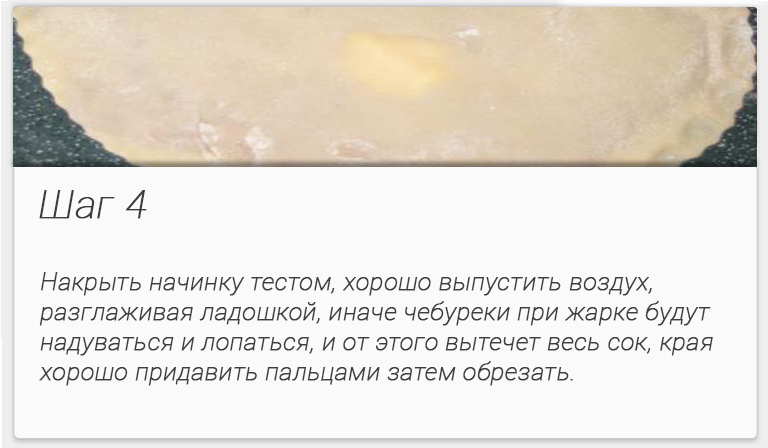 Шаг 4
Накрыть начинку тестом, хорошо выпустить воздух,
разглаживая ладошкой, иначе чебуреки при жарке будут
надуваться и лопаться, и от этого вытечет весь сок, края
хорошо придавить пальцами затем обрезать.